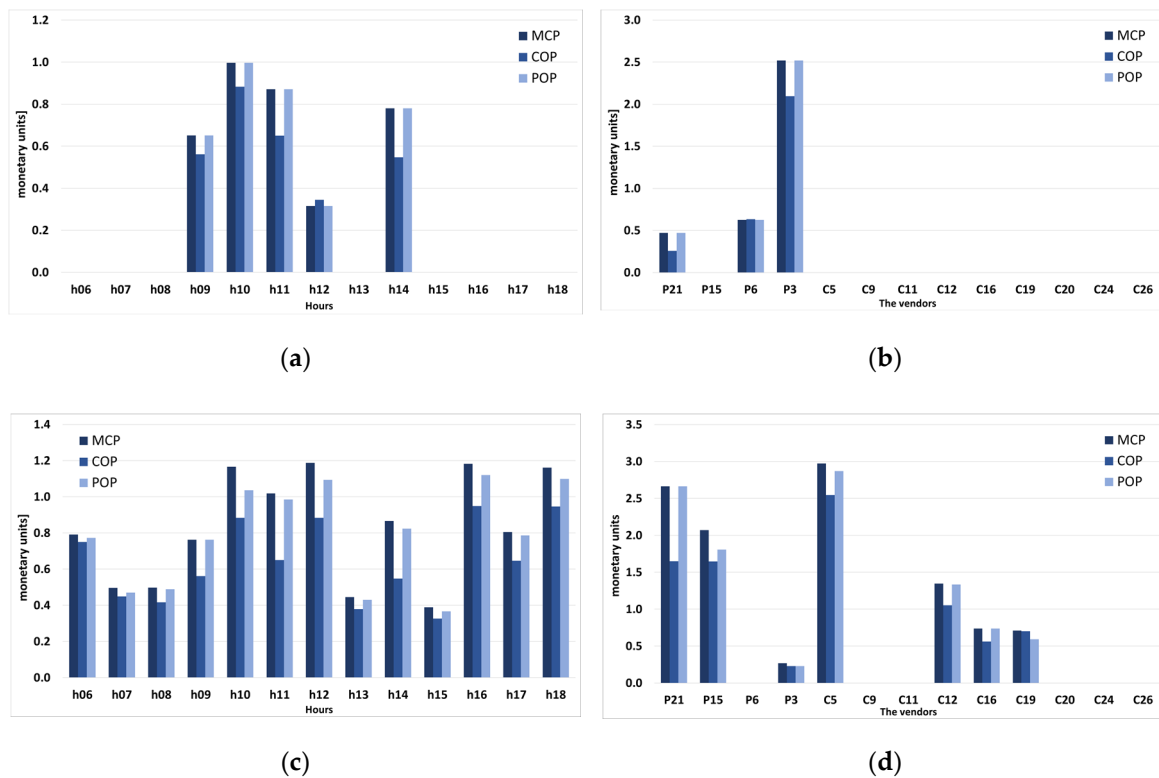 1.2
1.0
0.8
0.6
0.4
0.2
0.0
monetary units]
MCP
COP
POP
h06 h07 h08 h09 h10 h11 h12 h13 h14 h15 h16 h17 h18
Hours
(a)
3.0
2.5
2.0
1.5
1.0
0.5
0.0
monetary units]
MCP
COP
POP
P21 P15 P6 P3 C5 C9 C11 C12 C16 C19 C20 C24 C26
The vendors
(b)
1.4
1.2
1.0
0.8
0.6
0.4
0.2
0.0
monetary units]
MCP
COP
POP
h06 h07 h08 h09 h10 h11 h12 h13 h14 h15 h16 h17 h18
Hours
(c)
3.5
3.0
2.5
2.0
1.5
1.0
0.5
0.0
monetary units
MCP
COP
POP
P21 P15 P6 P3 C5 C9 C11 C12 C16 C19 C20 C24 C26
The vendors
(d)